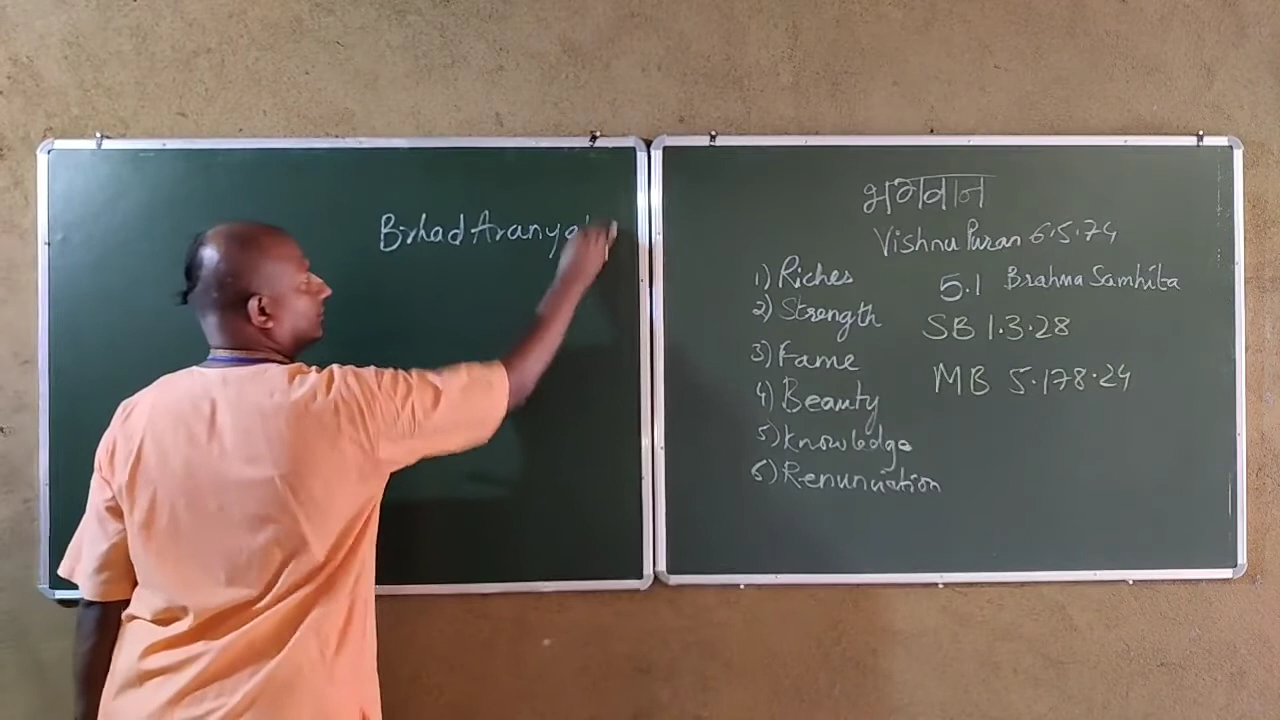 Brhad Aranya
भगवान
Vishnu Puran 6.5.74
1) Riches
2) Strength
3) Fame
4) Beauty
5) Knowledge
6) Renunciation
5.1 Brahma Samhita
SB 1.3.28
MB 5.178.24